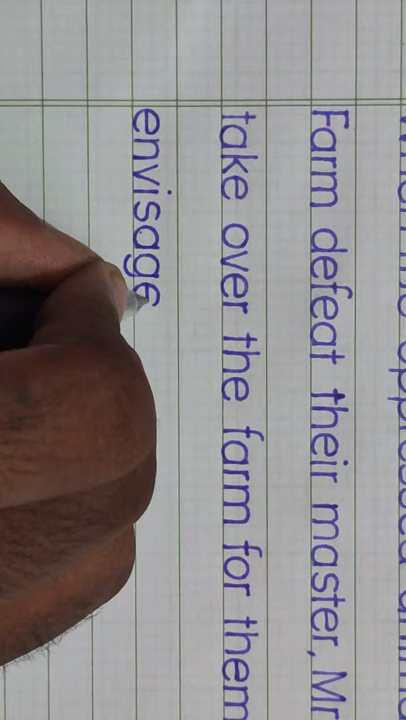 Farm defeat their master, Mr
take over the farm for them
envisage